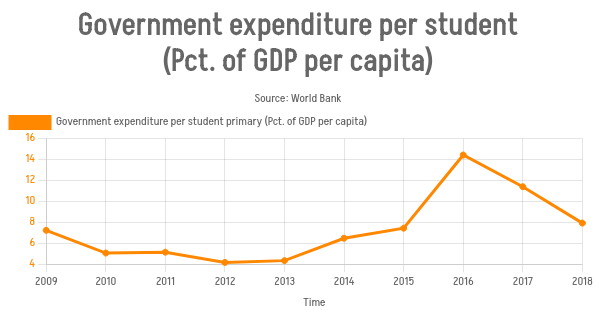 Government expenditure per student
(Pct. of GDP per capita)
Source: World Bank
Government expenditure per student primary (Pct. of GDP per capita)
16
14
12
10
8
6
4
2009 2010 2011 2012 2013 2014 2015 2016 2017 2018
Time